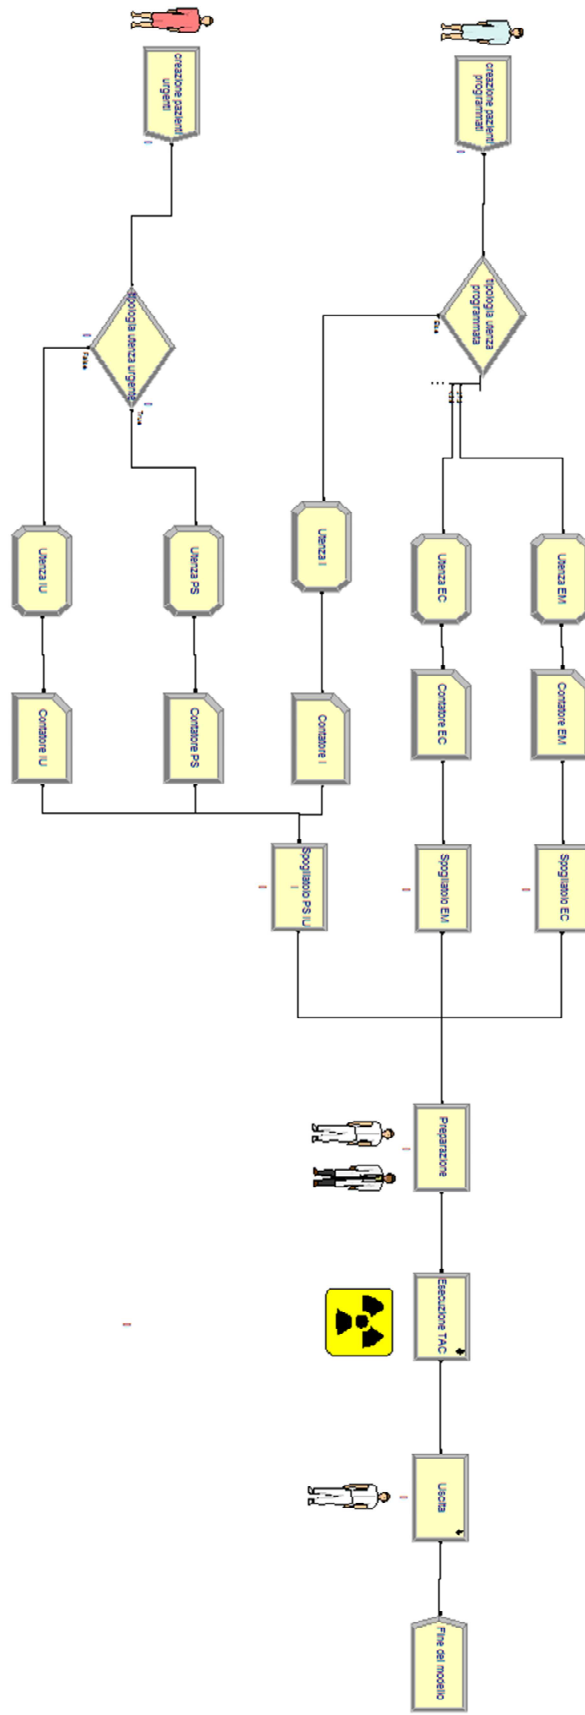 creazione pazienti
programmati
tipologia utenza
programmata
Else
Utenza EM
Utenza EC
Utenza I
Contatore EM
Contatore EC
Contatore I
Spogliatoio EC
Spogliatoio EM
Spogliatoio PS IU
creazione pazienti
urgenti
tipologia utenza urgente
True
False
Utenza PS
Utenza IU
Contatore PS
Contatore IU
Preparazione
Esecuzione TAC
Uscita
Fine del modello